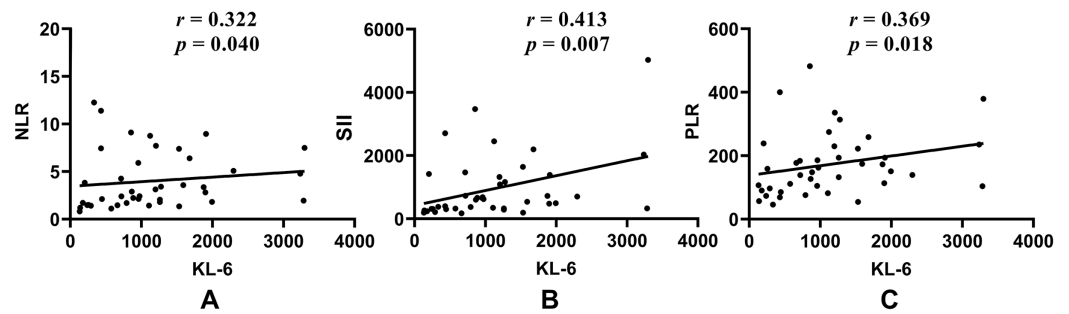 r = 0.322
p = 0.040
20
15
10
5
0
NLR
0 1000 2000 3000 4000
KL-6
A
r = 0.413
p = 0.007
6000
4000
2000
0
SII
0 1000 2000 3000 4000
KL-6
B
r = 0.369
p = 0.018
600
400
200
0
PLR
0 1000 2000 3000 4000
KL-6
C